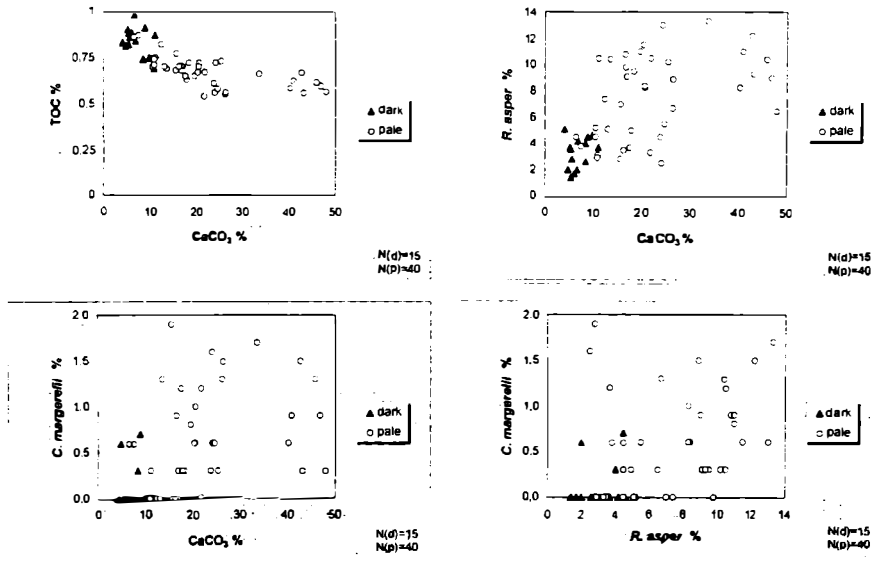 1
0.75
0.5
0.25
0
TOC %
0 10 20 30 40 50
CaCO₃ %
▲ dark
○ pale
N(d)=15
N(p)=40
14
12
10
8
6
4
2
0
R. asper %
0 10 20 30 40 50
CaCO₃ %
▲ dark
○ pale
N(d)=15
N(p)=40
2.0
1.5
1.0
0.5
0.0
C. margerelii %
0 10 20 30 40 50
CaCO₃ %
▲ dark
○ pale
N(d)=15
N(p)=40
2.0
1.5
1.0
0.5
0,0
C. margerelii %
0 2 4 6 8 10 12 14
R. asper %
▲ dark
○ pale
N(d)=15
N(p)=40